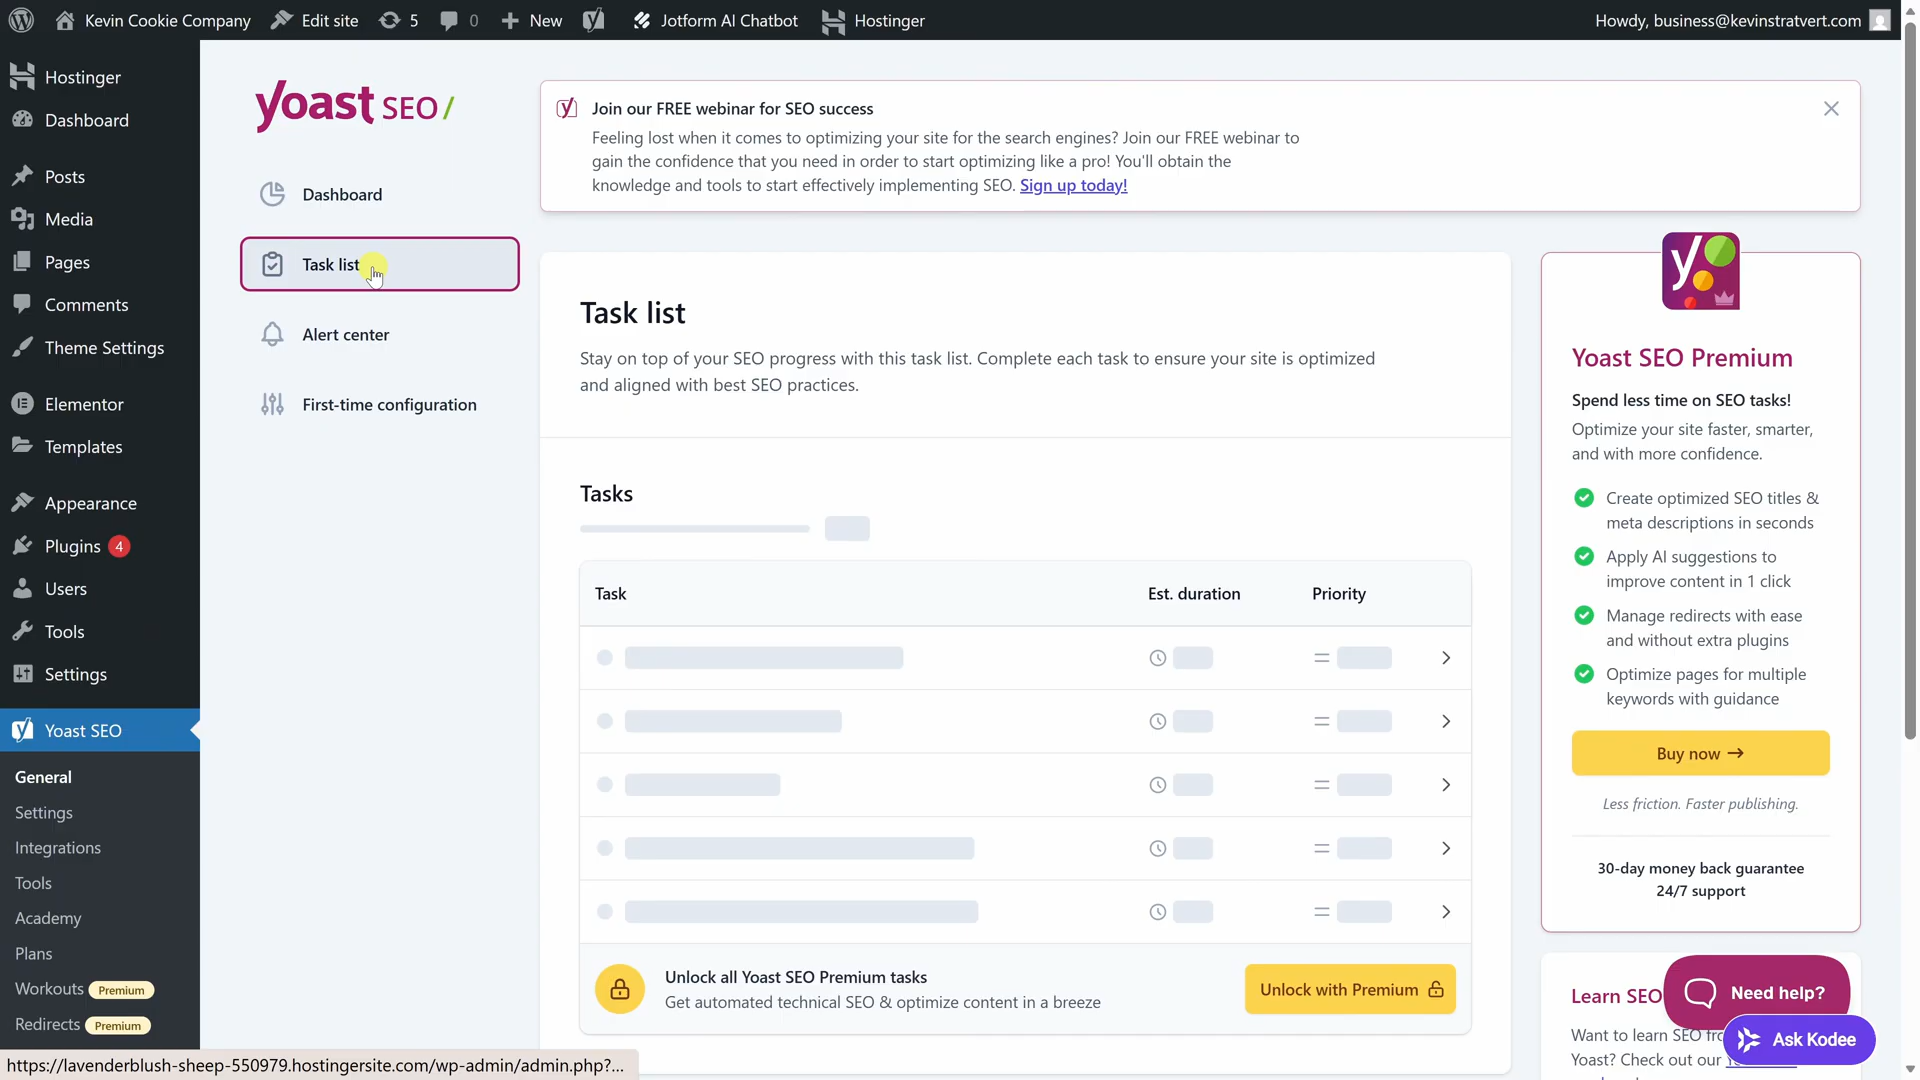 Kevin Cookie Company
Edit site
5
0
New
Jotform AI Chatbot
Hostinger
Howdy, business@kevinstratvert.com
Hostinger
Dashboard
Posts
Media
Pages
Comments
Theme Settings
Elementor
Templates
Appearance
Plugins 4
Users
Tools
Settings
Yoast SEO
General
Settings
Integrations
Tools
Academy
Plans
Workouts Premium
Redirects Premium
yoast SEO/
Dashboard
Task list
Alert center
First-time configuration
Join our FREE webinar for SEO success
Feeling lost when it comes to optimizing your site for the search engines? Join our FREE webinar to
gain the confidence that you need in order to start optimizing like a pro! You'll obtain the
knowledge and tools to start effectively implementing SEO. Sign up today!
Task list
Stay on top of your SEO progress with this task list. Complete each task to ensure your site is optimized
and aligned with best SEO practices.
Tasks
Task Est. duration Priority
Unlock all Yoast SEO Premium tasks
Get automated technical SEO & optimize content in a breeze
Unlock with Premium
Yoast SEO Premium
Spend less time on SEO tasks!
Optimize your site faster, smarter,
and with more confidence.
Create optimized SEO titles &
meta descriptions in seconds
Apply AI suggestions to
improve content in 1 click
Manage redirects with ease
and without extra plugins
Optimize pages for multiple
keywords with guidance
Buy now →
Less friction. Faster publishing.
30-day money back guarantee
24/7 support
Learn SEO
Want to learn SEO
Yoast? Check out our
Need help?
Ask Kodee
https://lavenderblush-sheep-550979.hostingersite.com/wp-admin/admin.php?...